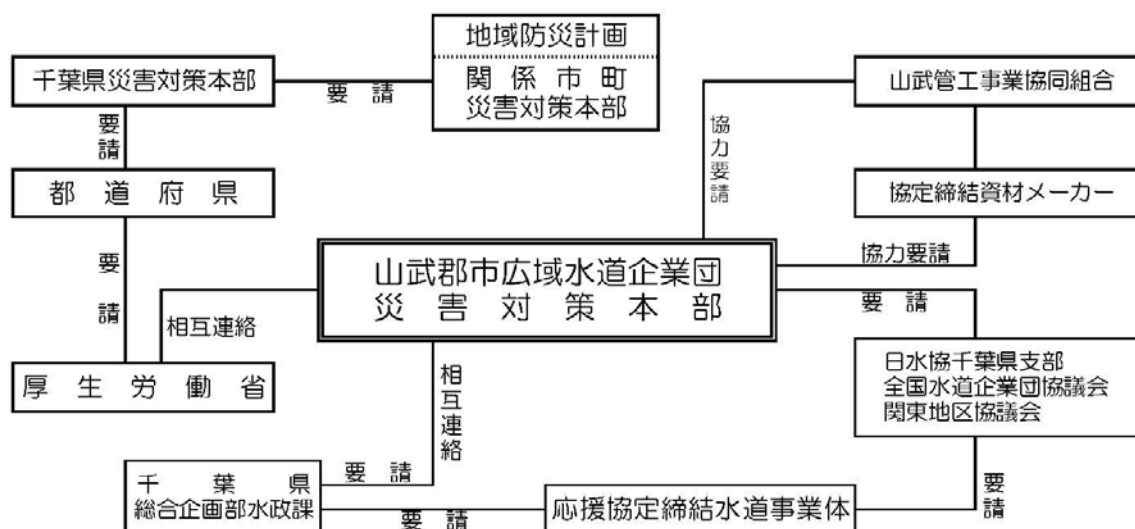 地域防災計画
関係市町
災害対策本部
千葉県災害対策本部
要請
山武管工事業協同組合
要請
協力要請
都道府県
協定締結資材メーカー
要請
山武郡市広域水道企業団
災害対策本部
協力要請
要請
相互連絡
厚生労働省
相互連絡
日水協千葉県支部
全国水道企業団協議会
関東地区協議会
千葉県
総合企画部水政課
要請
要請
応援協定締結水道事業体
要請